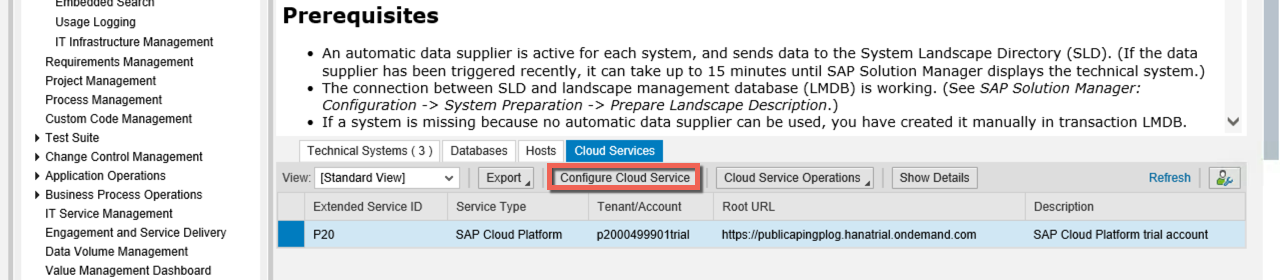 Embedded Search
Usage Logging
IT Infrastructure Management
Requirements Management
Project Management
Process Management
Custom Code Management
Test Suite
Change Control Management
Application Operations
Business Process Operations
IT Service Management
Engagement and Service Delivery
Data Volume Management
Value Management Dashboard
Prerequisites
• An automatic data supplier is active for each system, and sends data to the System Landscape Directory (SLD). (If the data
supplier has been triggered recently, it can take up to 15 minutes until SAP Solution Manager displays the technical system.)
• The connection between SLD and landscape management database (LMDB) is working. (See SAP Solution Manager:
Configuration -> System Preparation -> Prepare Landscape Description.)
• If a system is missing because no automatic data supplier can be used, you have created it manually in transaction LMDB.
Technical Systems ( 3 ) Databases Hosts Cloud Services
View: [Standard View] Export Configure Cloud Service Cloud Service Operations Show Details Refresh
Extended Service ID Service Type Tenant/Account Root URL Description
P20 SAP Cloud Platform p2000499901trial https://publicapingplog.hanatrial.ondemand.com SAP Cloud Platform trial account